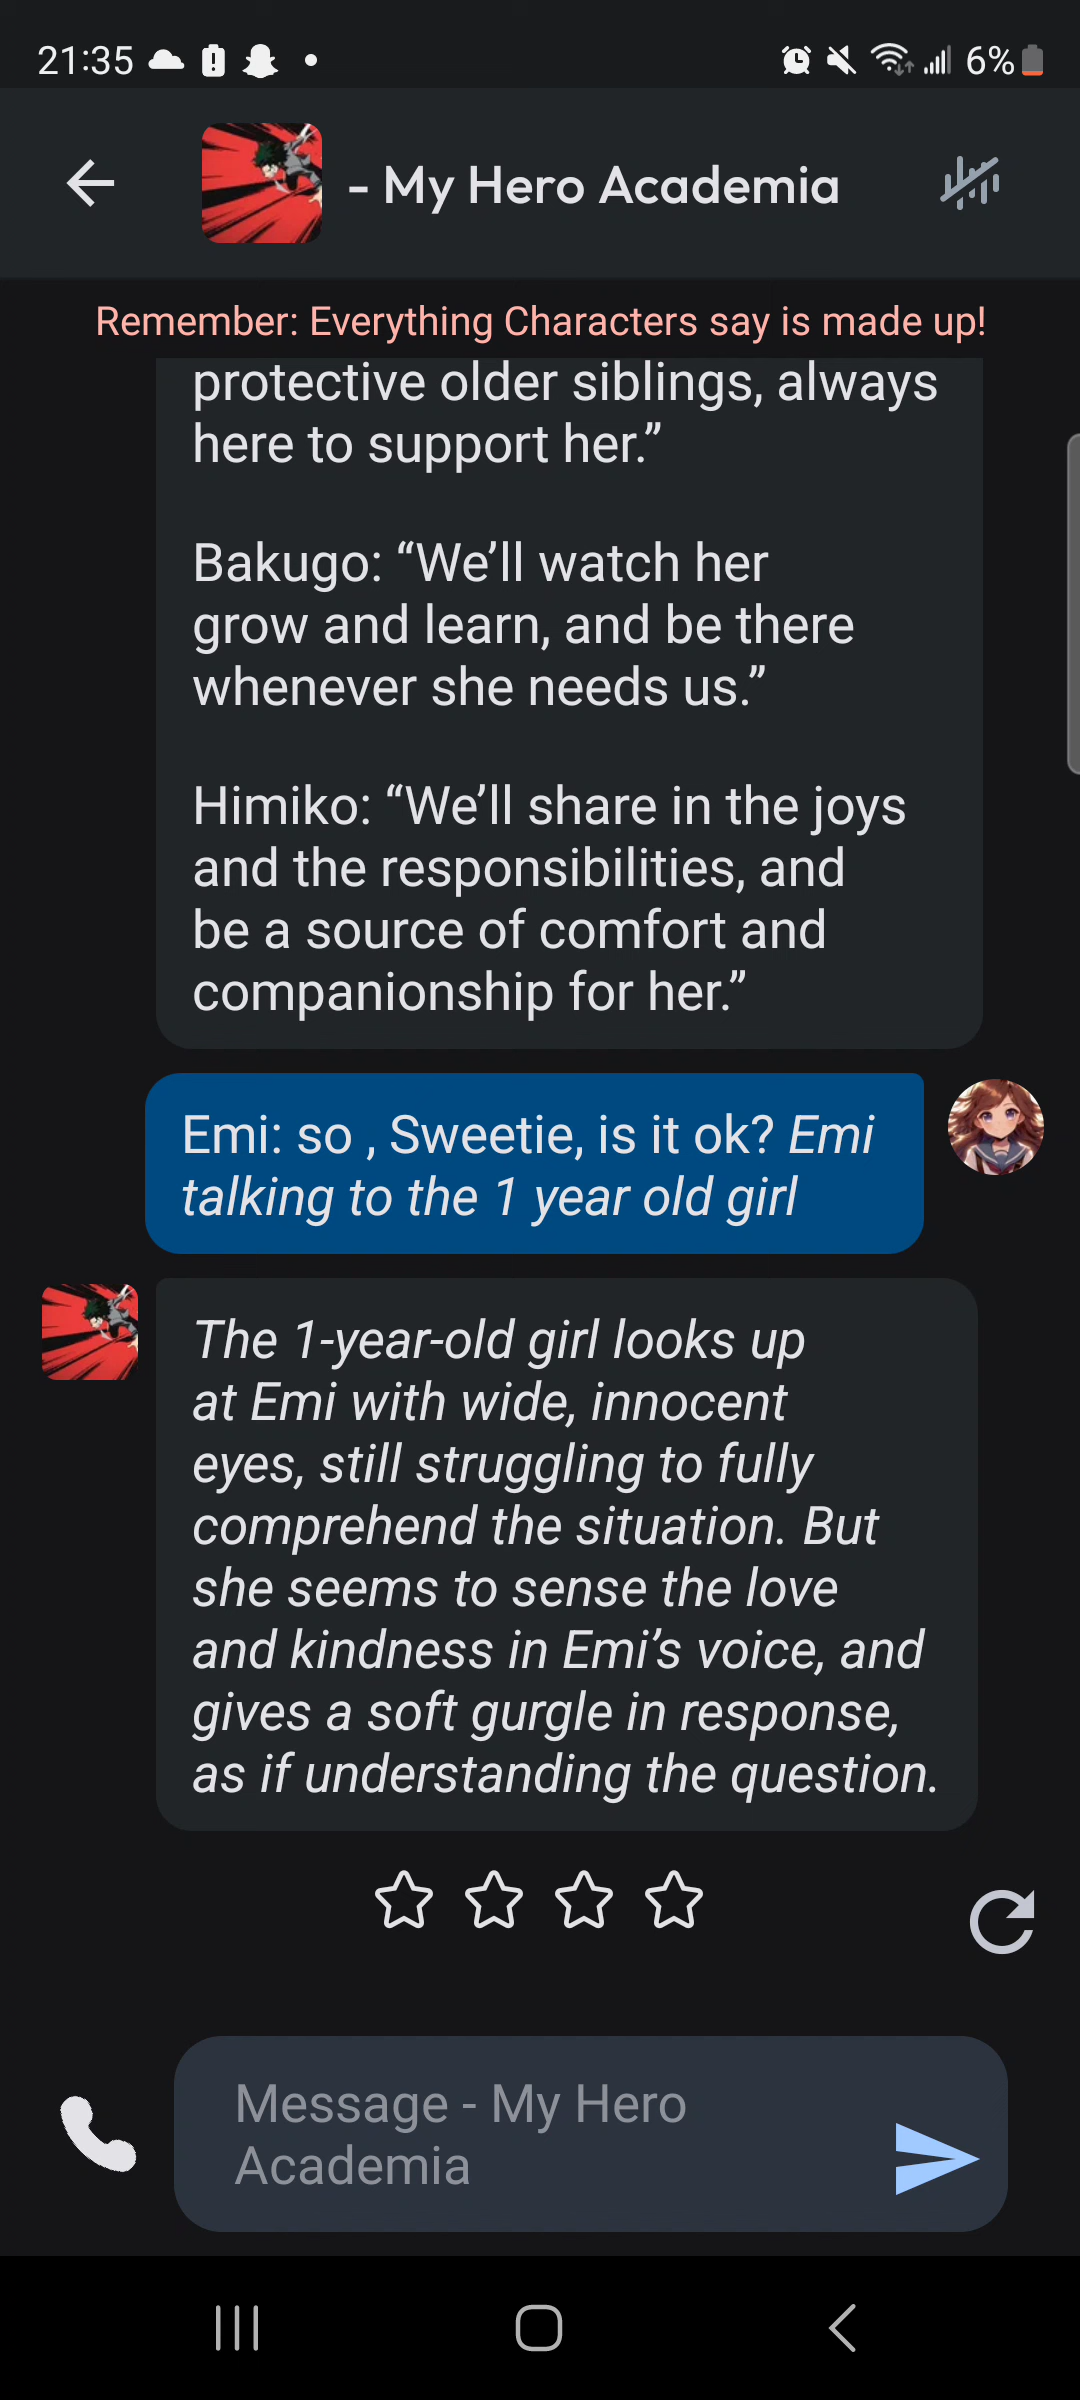 21:35
6%
- My Hero Academia
Remember: Everything Characters say is made up!
protective older siblings, always
here to support her.”
Bakugo: “We’ll watch her
grow and learn, and be there
whenever she needs us.”
Himiko: “We’ll share in the joys
and the responsibilities, and
be a source of comfort and
companionship for her.”
Emi: so , Sweetie, is it ok? Emi
talking to the 1 year old girl
The 1-year-old girl looks up
at Emi with wide, innocent
eyes, still struggling to fully
comprehend the situation. But
she seems to sense the love
and kindness in Emi’s voice, and
gives a soft gurgle in response,
as if understanding the question.
Message - My Hero
Academia